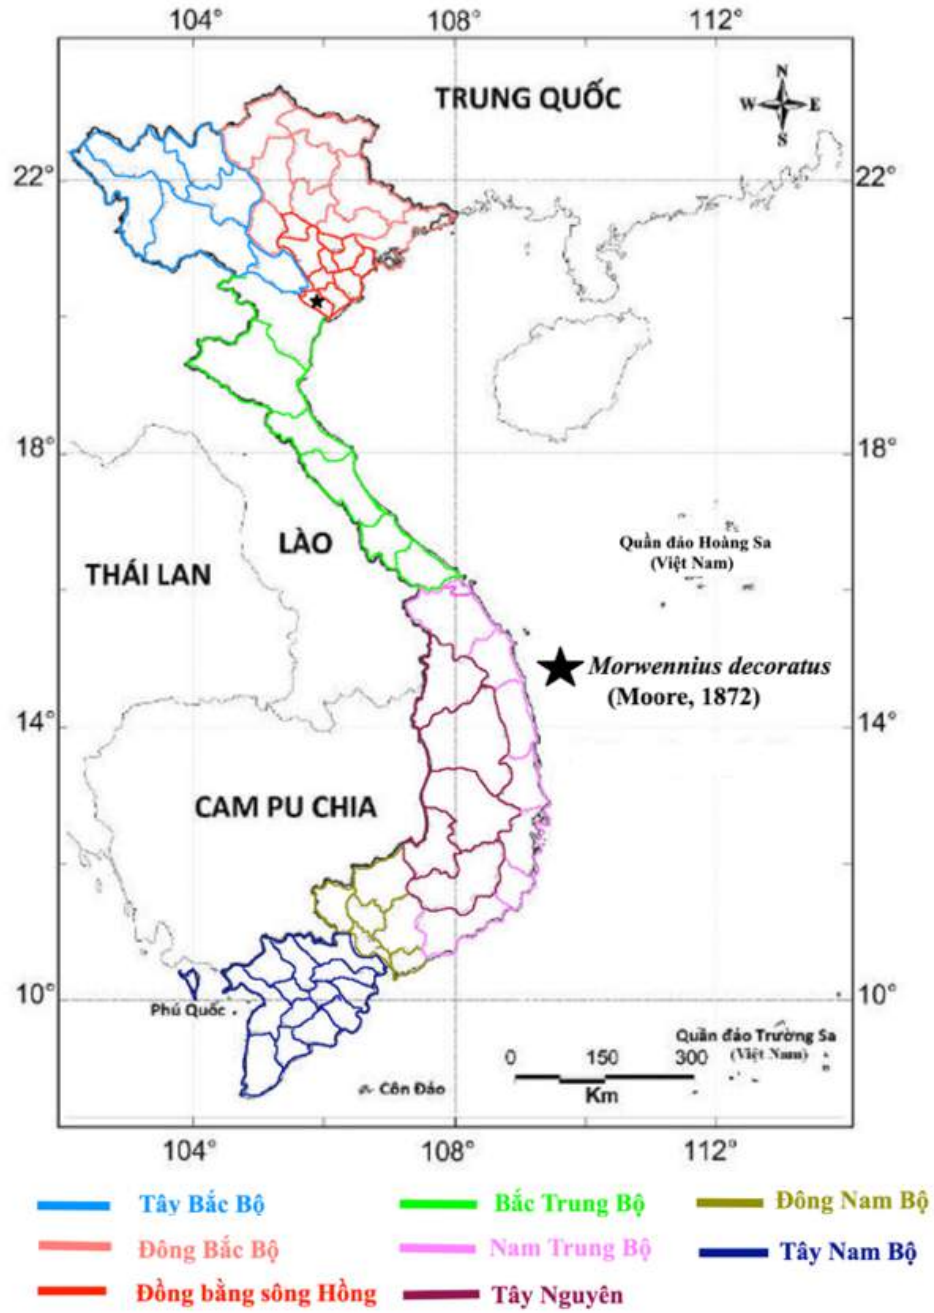 104° 108° 112°
N
TRUNG QUỐC
W E
S
22° 22°
18° 18°
LÀO
Quần đảo Hoàng Sa
(Việt Nam)
THÁI LAN
Morwennius decoratus
(Moore, 1872)
14° 14°
CAM PU CHIA
10° 10°
Phú Quốc
Quần đảo Trường Sa
0 150 300
(Việt Nam)
Côn Đảo
Km
104° 108° 112°
Tây Bắc Bộ Bắc Trung Bộ Đông Nam Bộ
Đông Bắc Bộ Nam Trung Bộ Tây Nam Bộ
Đồng bằng sông Hồng Tây Nguyên